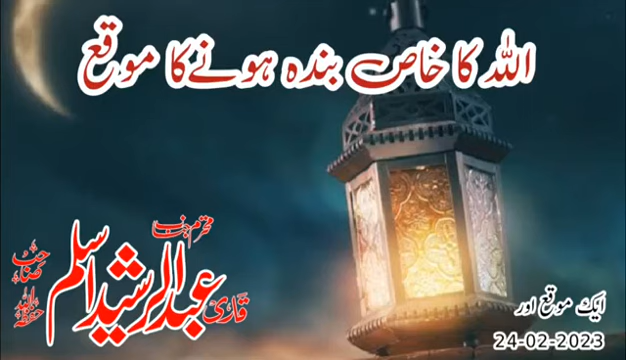 اللہ کا خاص بندہ ہونے کا موقع
محترم جناب
قاری عبدالرشید اسلم صاحب حفظہ اللہ
ایک موقع اور
24-02-2023